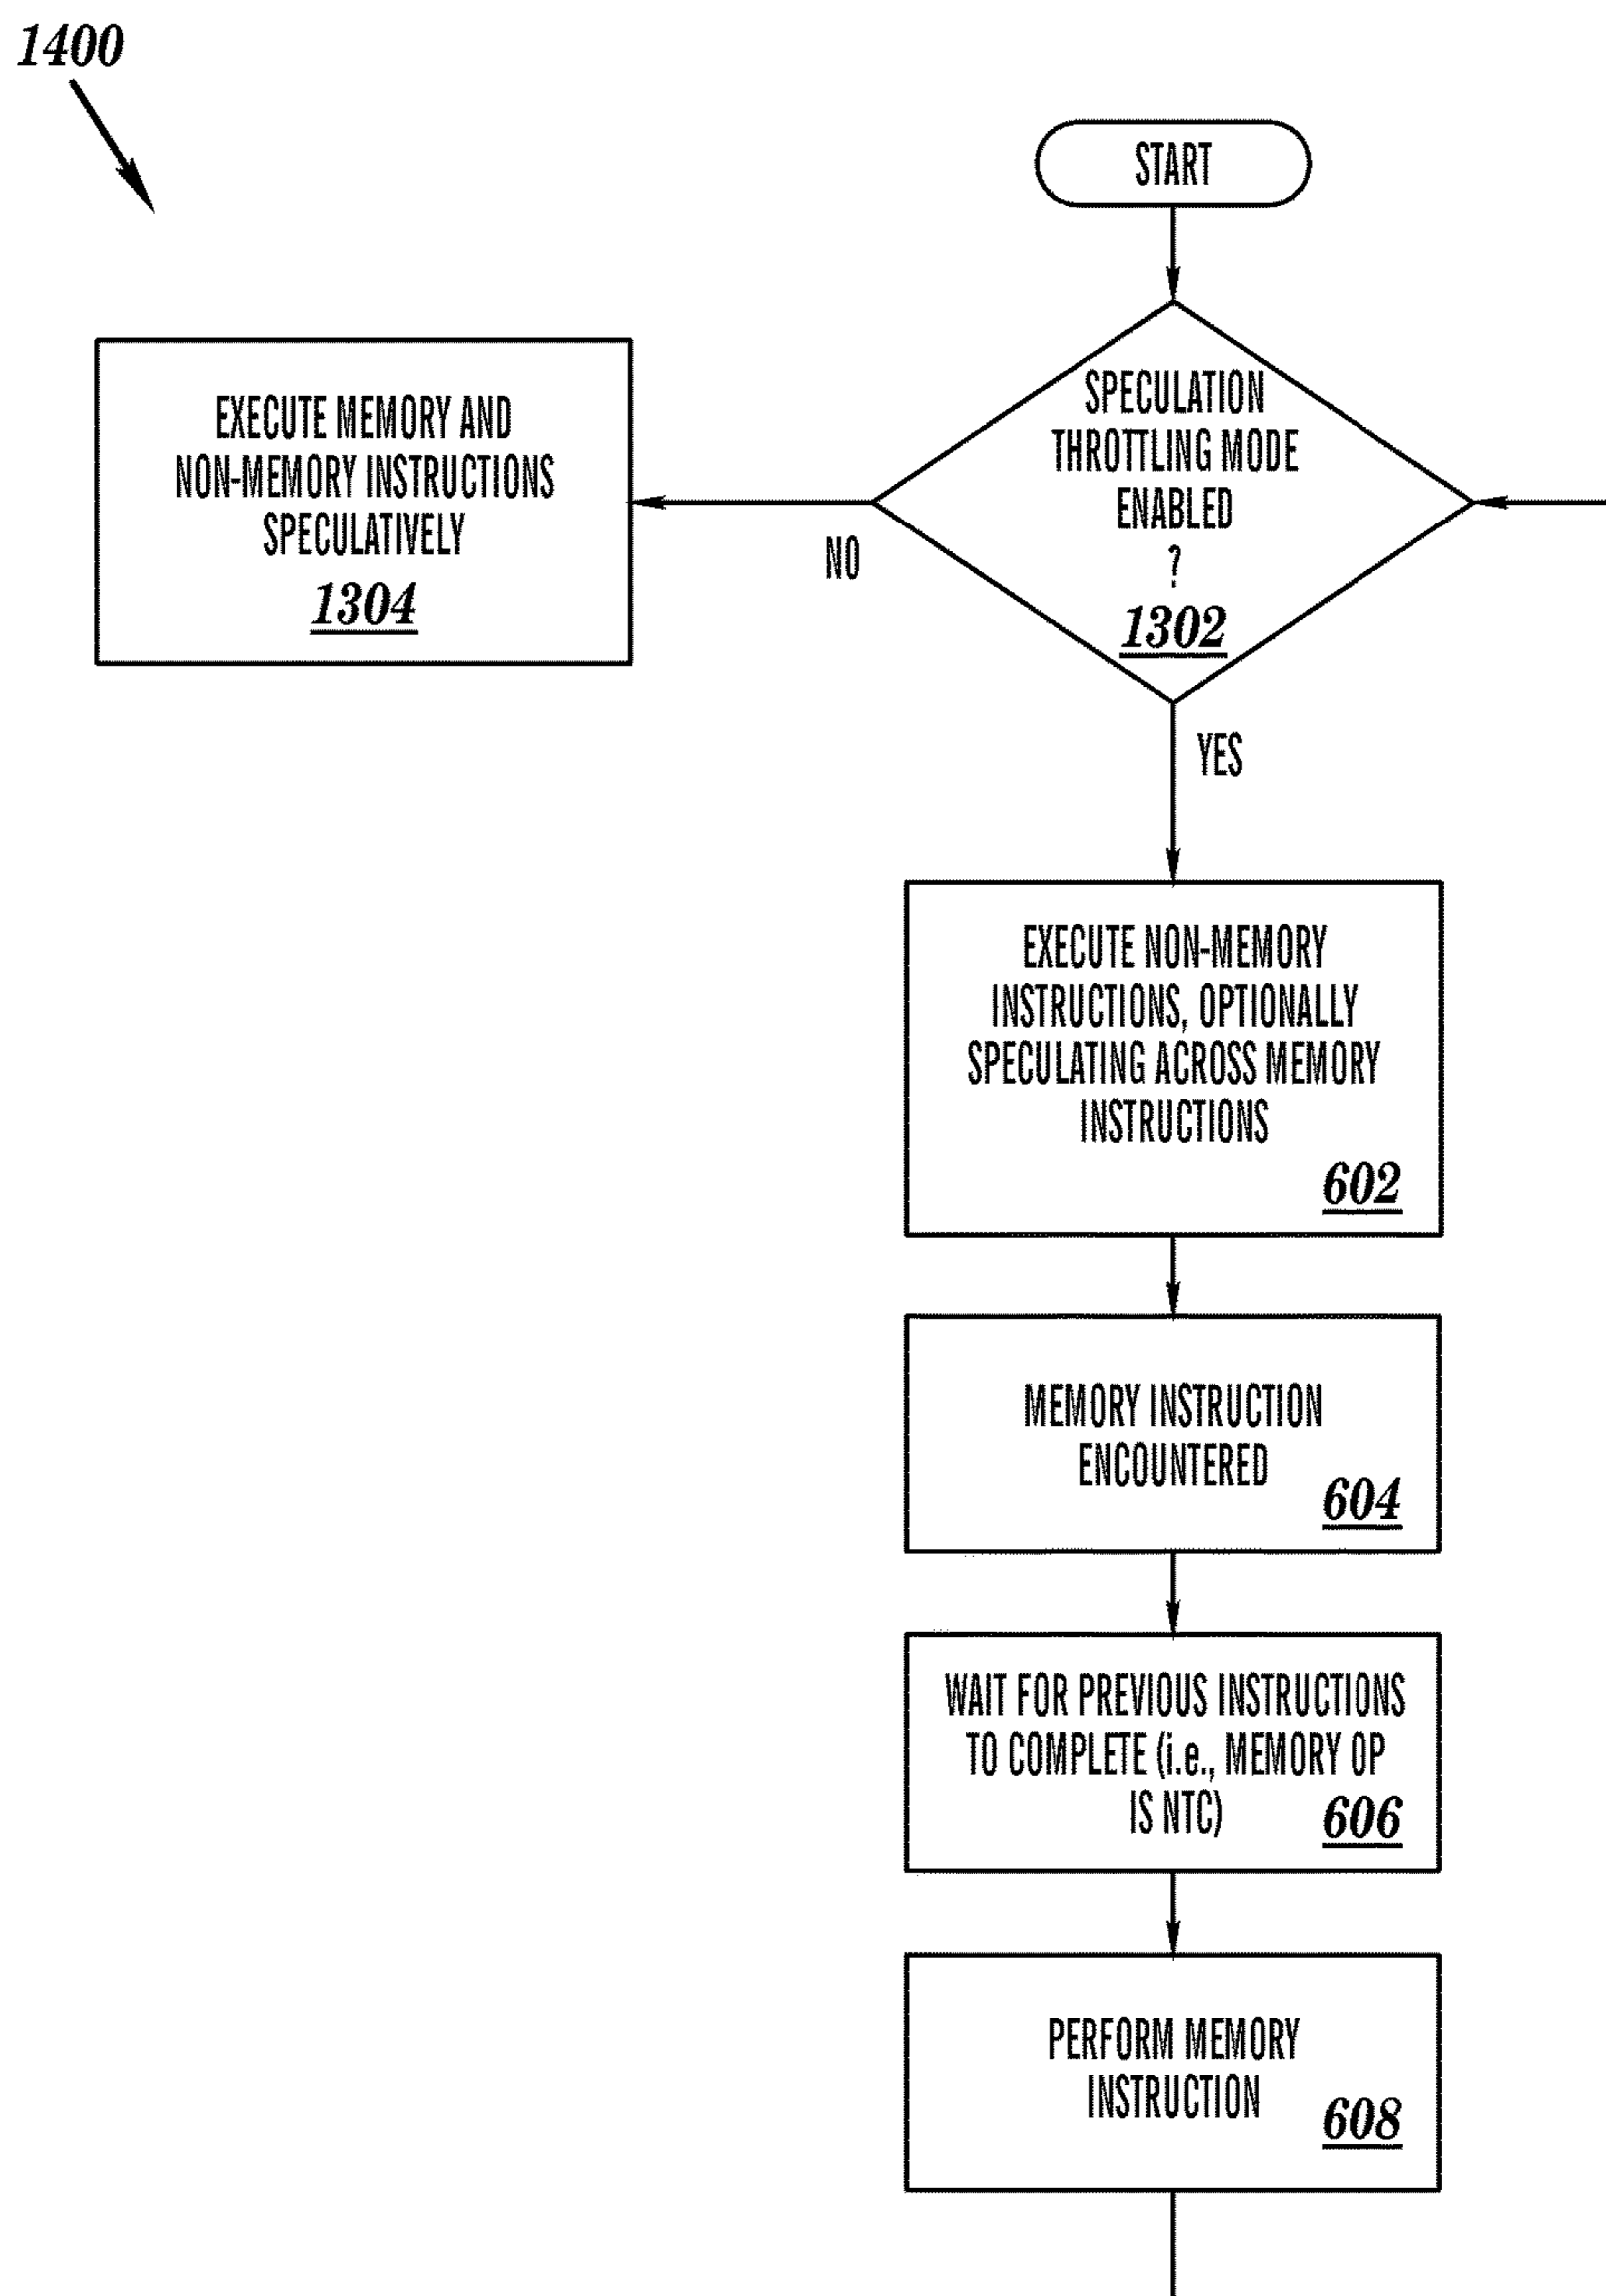 1400
START
SPECULATION
THROTTLING MODE
ENABLED
?
1302
NO
YES
EXECUTE MEMORY AND
NON-MEMORY INSTRUCTIONS
SPECULATIVELY
1304
EXECUTE NON-MEMORY
INSTRUCTIONS, OPTIONALLY
SPECULATING ACROSS MEMORY
INSTRUCTIONS
602
MEMORY INSTRUCTION
ENCOUNTERED
604
WAIT FOR PREVIOUS INSTRUCTIONS
TO COMPLETE (i.e., MEMORY OP
IS NTC)
606
PERFORM MEMORY
INSTRUCTION
608